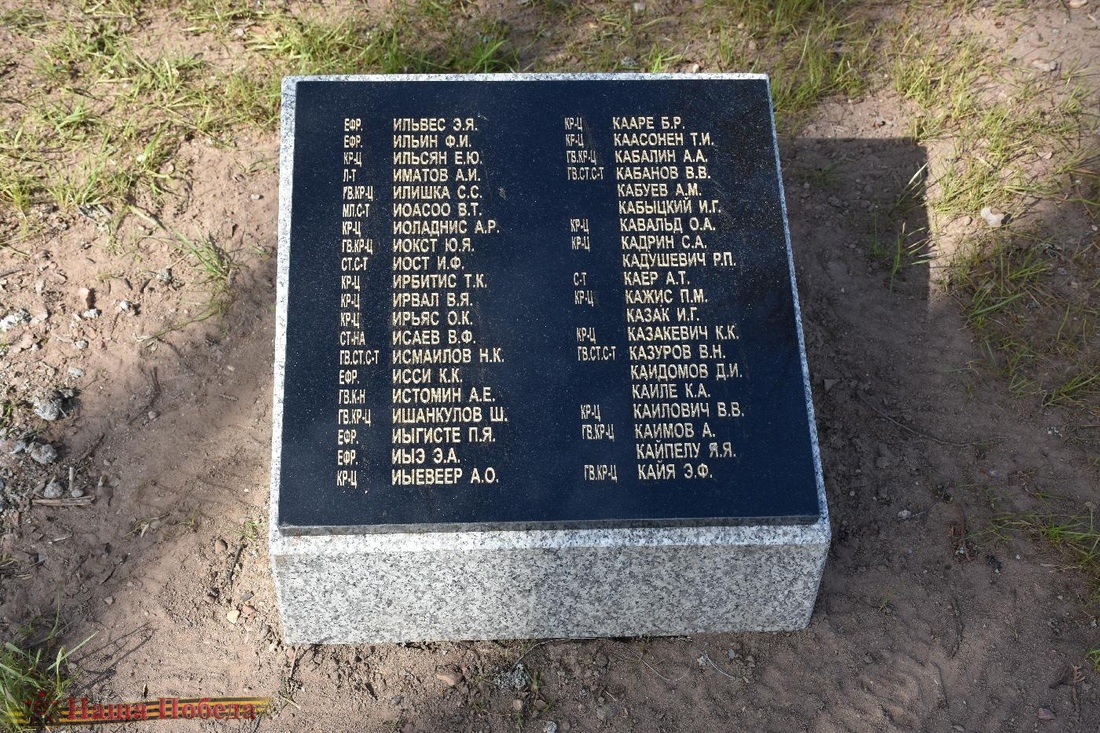 ЕФР. ИЛЬВЕС Э.Я.
ЕФР. ИЛЬИН Ф.И.
КР-Ц ИЛЬСЯН Е.Ю.
Л-Т ИМАТОВ А.И.
ГВ.КР-Ц ИЛИШКА С.С.
МЛ.С-Т ИОАСОО В.Т.
КР-Ц ИОЛАДНИС А.Р.
ГВ.КР-Ц ИОКСТ Ю.Я.
СТ.С-Т ИОСТ И.Ф.
КР-Ц ИРБИТИС Т.К.
КР-Ц ИРВАЛ В.Я.
КР-Ц ИРЬЯС О.К.
СТ-НА ИСАЕВ В.Ф.
ГВ.СТ.С-Т ИСМАИЛОВ Н.К.
ЕФР. ИССИ К.К.
ГВ.К-Н ИСТОМИН А.Е.
ГВ.КР-Ц ИШАНКУЛОВ Ш.
ЕФР. ИЫГИСТЕ П.Я.
ЕФР. ИЫЭ Э.А.
КР-Ц ИЫЕВЕЕР А.О.
КР-Ц КААРЕ Б.Р.
КР-Ц КААСОНЕН Т.И.
ГВ.КР-Ц КАБАЛИН А.А.
ГВ.СТ.С-Т КАБАНОВ В.В.
КАБУЕВ А.М.
КАБЫЦКИЙ И.Г.
КР-Ц КАВАЛЬД О.А.
КР-Ц КАДРИН С.А.
КАДУШЕВИЧ Р.П.
С-Т КАЕР А.Т.
КР-Ц КАЖИС П.М.
КАЗАК И.Г.
КР-Ц КАЗАКЕВИЧ К.К.
ГВ.СТ.С-Т КАЗУРОВ В.Н.
КАИДОМОВ Д.И.
КАИЛЕ К.А.
КР-Ц КАИЛОВИЧ В.В.
ГВ.КР-Ц КАИМОВ А.
КАЙПЕЛУ Я.Я.
ГВ.КР-Ц КАЙЯ Э.Ф.
Наша Победа